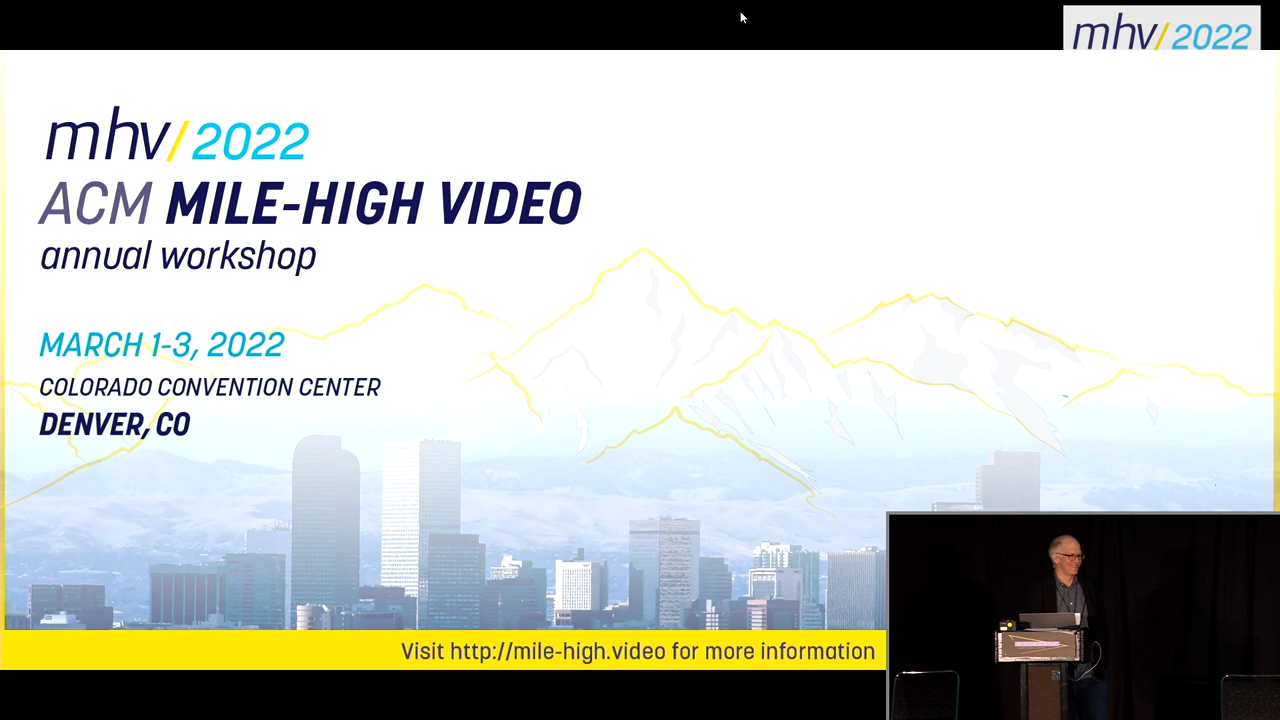 mhv/2022
mhv/2022
ACM MILE-HIGH VIDEO
annual workshop
MARCH 1-3, 2022
COLORADO CONVENTION CENTER
DENVER, CO
Visit http://mile-high.video for more information